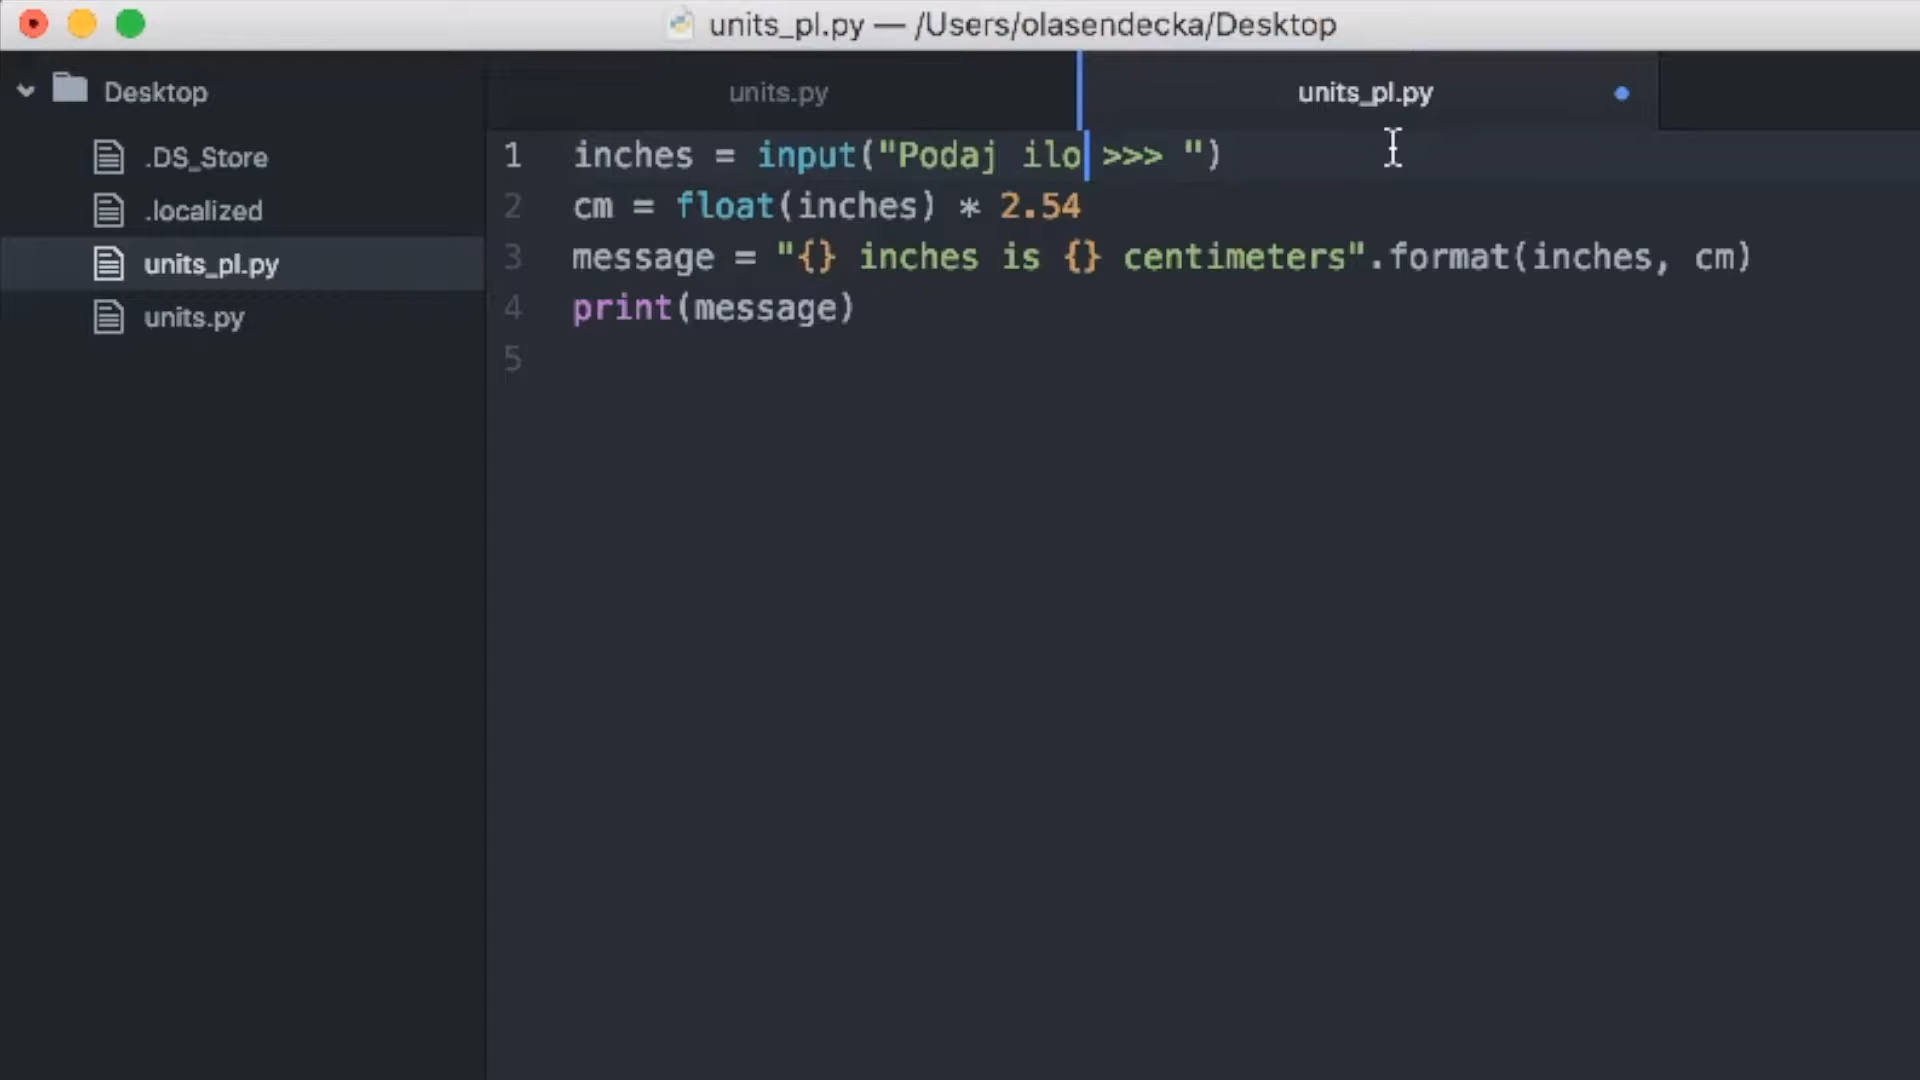 units_pl.py — /Users/olasendecka/Desktop
Desktop
.DS_Store
.localized
units_pl.py
units.py
units.py
units_pl.py
1 inches = input("Podaj ilo >>> ")
2 cm = float(inches) * 2.54
3 message = "{} inches is {} centimeters".format(inches, cm)
4 print(message)
5